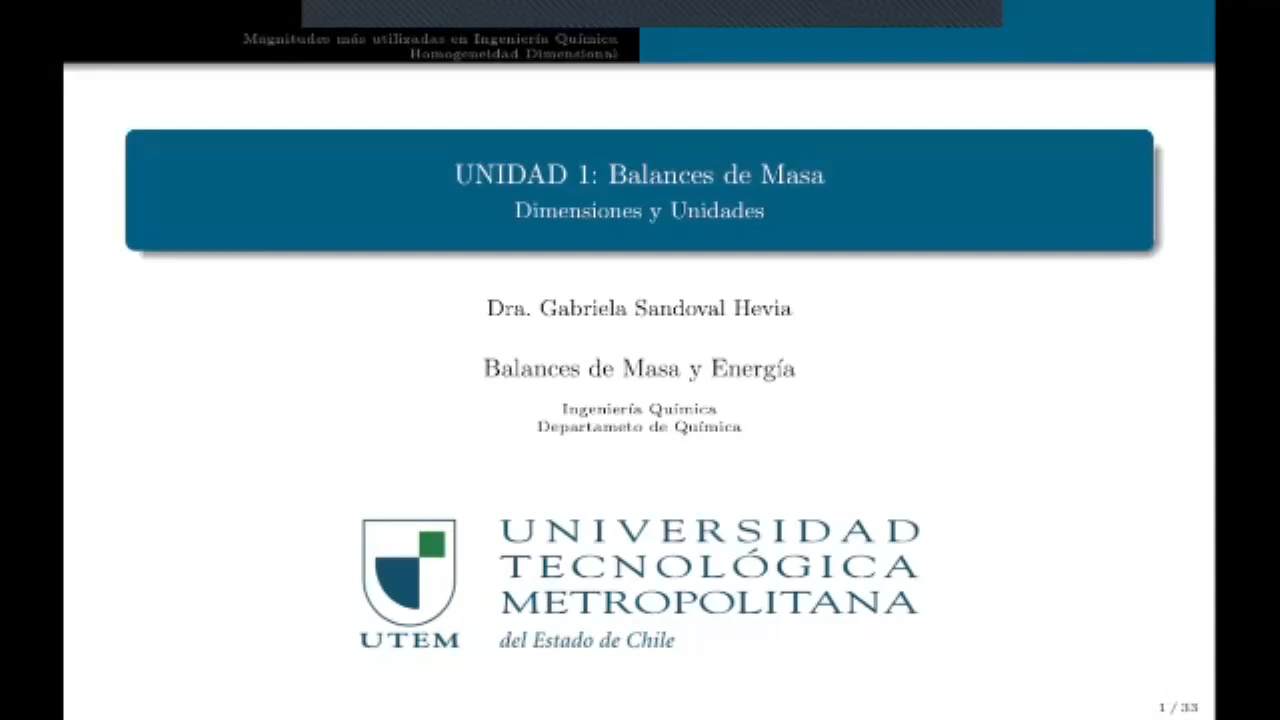 Magnitudes más utilizadas en Ingeniería Química
Homogeneidad Dimensional
UNIDAD 1: Balances de Masa
Dimensiones y Unidades
Dra. Gabriela Sandoval Hevia
Balances de Masa y Energía
Ingeniería Química
Departameto de Química
UNIVERSIDAD
TECNOLÓGICA
METROPOLITANA
UTEM
del Estado de Chile
1 / 33